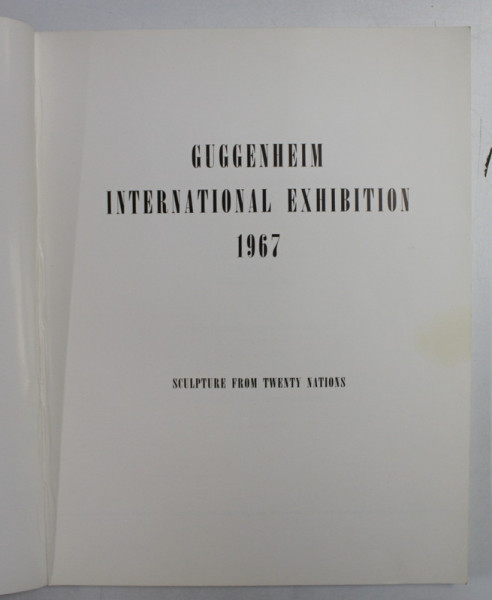 GUGGENHEIM
INTERNATIONAL EXHIBITION
1967
SCULPTURE FROM TWENTY NATIONS